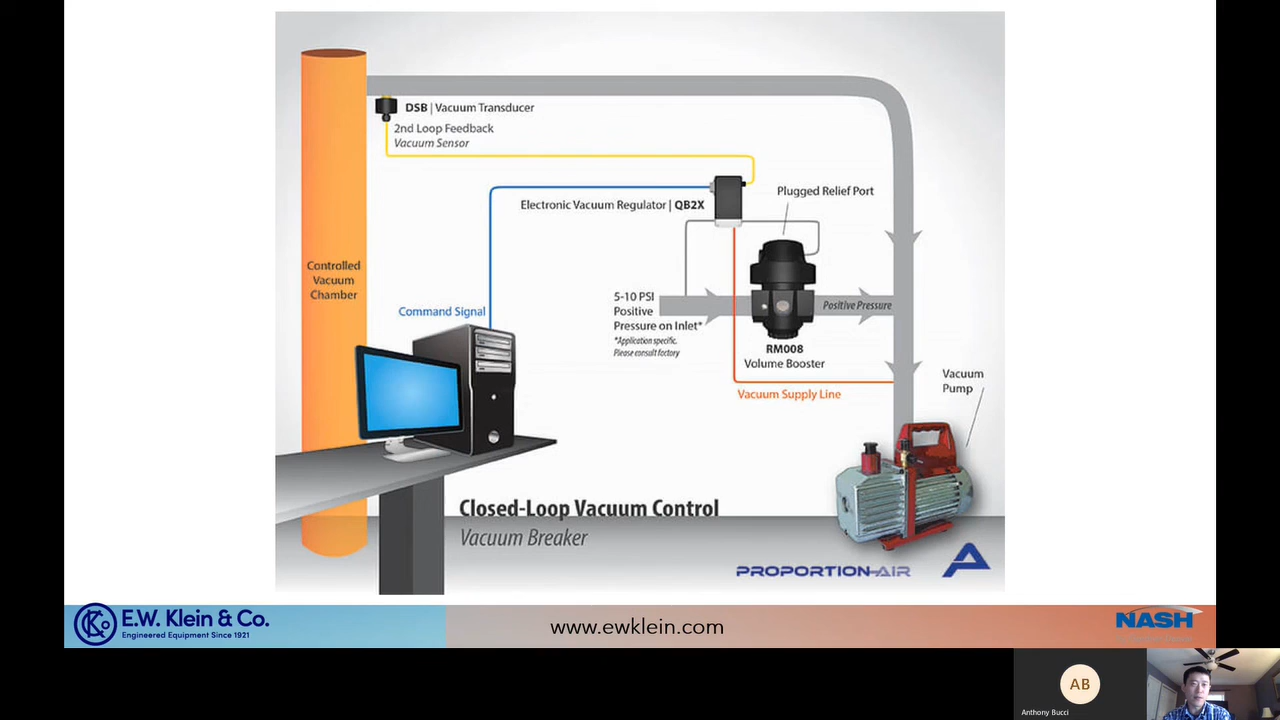 DSB | Vacuum Transducer
2nd Loop Feedback
Vacuum Sensor
Plugged Relief Port
Electronic Vacuum Regulator | QB2X
Controlled
Vacuum
Chamber
5-10 PSI
Positive
Pressure on Inlet*
*Application specific.
Please consult factory
Positive Pressure
Command Signal
RM008
Volume Booster
Vacuum
Pump
Vacuum Supply Line
Closed-Loop Vacuum Control
Vacuum Breaker
PROPORTION-AIR
E.W. Klein & Co.
Engineered Equipment Since 1921
www.ewklein.com
NASH
AB
Anthony Bucci